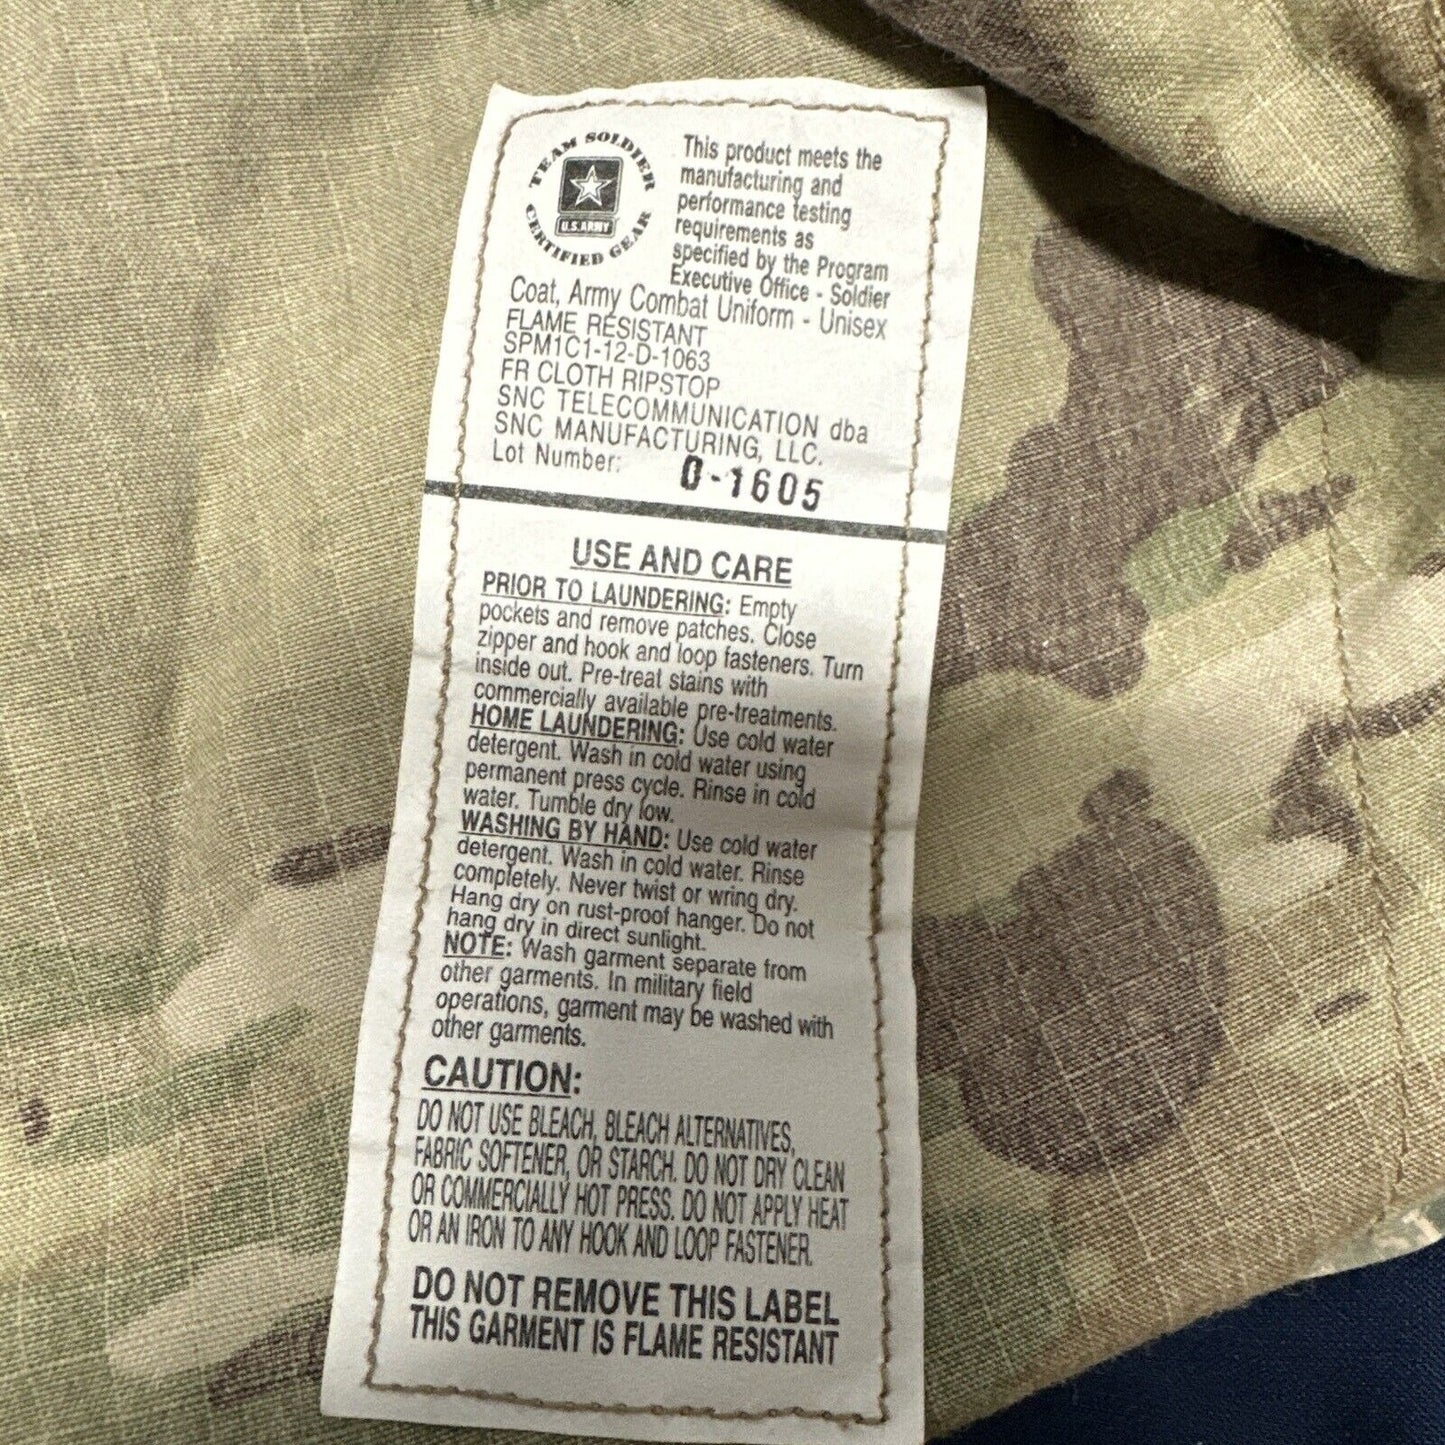 TEAM SOLDIER
U.S. ARMY
CERTIFIED GEAR
This product meets the
manufacturing and
performance testing
requirements as
specified by the Program
Executive Office - Soldier
Coat, Army Combat Uniform - Unisex
FLAME RESISTANT
SPM1C1-12-D-1063
FR CLOTH RIPSTOP
SNC TELECOMMUNICATION dba
SNC MANUFACTURING, LLC.
Lot Number: 0-1605
USE AND CARE
PRIOR TO LAUNDERING: Empty
pockets and remove patches. Close
zipper and hook and loop fasteners. Turn
inside out. Pre-treat stains with
commercially available pre-treatments.
HOME LAUNDERING: Use cold water
detergent. Wash in cold water using
permanent press cycle. Rinse in cold
water. Tumble dry low.
WASHING BY HAND: Use cold water
detergent. Wash in cold water. Rinse
completely. Never twist or wring dry.
Hang dry on rust-proof hanger. Do not
hang dry in direct sunlight.
NOTE: Wash garment separate from
other garments. In military field
operations, garment may be washed with
other garments.
CAUTION:
DO NOT USE BLEACH, BLEACH ALTERNATIVES,
FABRIC SOFTENER, OR STARCH. DO NOT DRY CLEAN
OR COMMERCIALLY HOT PRESS. DO NOT APPLY HEAT
OR AN IRON TO ANY HOOK AND LOOP FASTENER.
DO NOT REMOVE THIS LABEL
THIS GARMENT IS FLAME RESISTANT